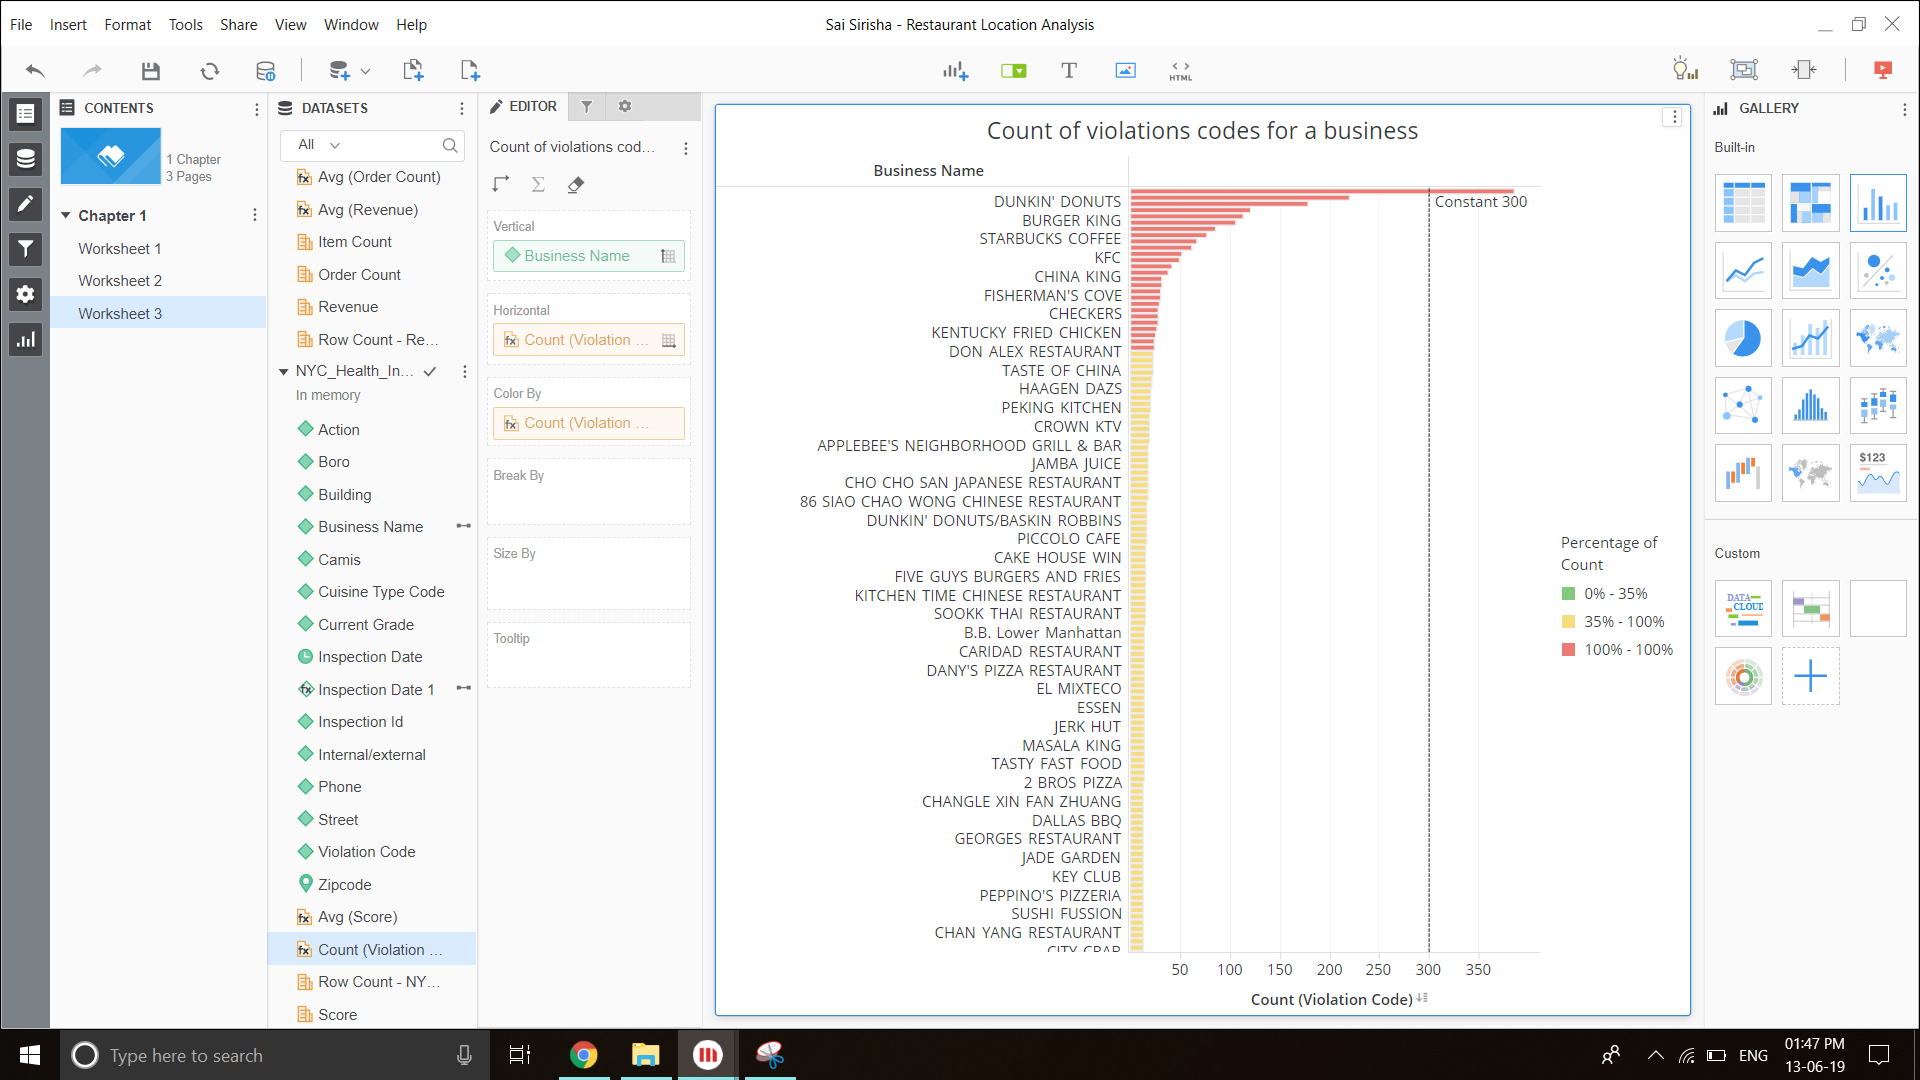 File Insert Format Tools Share View Window Help
Sai Sirisha - Restaurant Location Analysis
T
HTML
CONTENTS
1 Chapter
3 Pages
Chapter 1
Worksheet 1
Worksheet 2
Worksheet 3
DATASETS
All
Avg (Order Count)
Avg (Revenue)
Item Count
Order Count
Revenue
Row Count - Re...
NYC_Health_In...
In memory
Action
Boro
Building
Business Name
Camis
Cuisine Type Code
Current Grade
Inspection Date
Inspection Date 1
Inspection Id
Internal/external
Phone
Street
Violation Code
Zipcode
Avg (Score)
Count (Violation ...
Row Count - NY...
Score
EDITOR
Count of violations cod...
Vertical
Business Name
Horizontal
Count (Violation ...
Color By
Count (Violation ...
Break By
Size By
Tooltip
Count of violations codes for a business
Business Name
Constant 300
DUNKIN' DONUTS
BURGER KING
STARBUCKS COFFEE
KFC
CHINA KING
FISHERMAN'S COVE
CHECKERS
KENTUCKY FRIED CHICKEN
DON ALEX RESTAURANT
TASTE OF CHINA
HAAGEN DAZS
PEKING KITCHEN
CROWN KTV
APPLEBEE'S NEIGHBORHOOD GRILL & BAR
JAMBA JUICE
CHO CHO SAN JAPANESE RESTAURANT
86 SIAO CHAO WONG CHINESE RESTAURANT
DUNKIN' DONUTS/BASKIN ROBBINS
PICCOLO CAFE
CAKE HOUSE WIN
FIVE GUYS BURGERS AND FRIES
KITCHEN TIME CHINESE RESTAURANT
SOOKK THAI RESTAURANT
B.B. Lower Manhattan
CARIDAD RESTAURANT
DANY'S PIZZA RESTAURANT
EL MIXTECO
ESSEN
JERK HUT
MASALA KING
TASTY FAST FOOD
2 BROS PIZZA
CHANGLE XIN FAN ZHUANG
DALLAS BBQ
GEORGES RESTAURANT
JADE GARDEN
KEY CLUB
PEPPINO'S PIZZERIA
SUSHI FUSSION
CHAN YANG RESTAURANT
CITY CRAB
50 100 150 200 250 300 350
Count (Violation Code)
Percentage of
Count
0% - 35%
35% - 100%
100% - 100%
GALLERY
Built-in
$123
Custom
DATA
CLOUD
Type here to search
ENG
01:47 PM
13-06-19